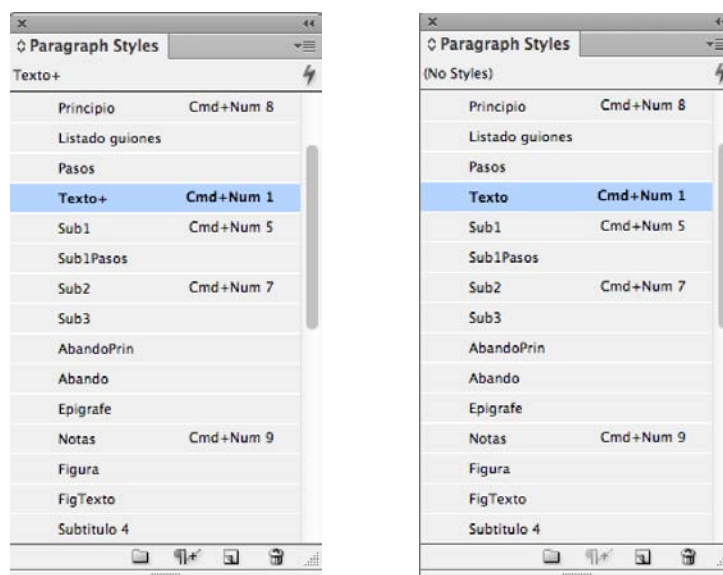 Paragraph Styles
Texto+
Principio Cmd+Num 8
Listado guiones
Pasos
Texto+ Cmd+Num 1
Sub1 Cmd+Num 5
Sub1Pasos
Sub2 Cmd+Num 7
Sub3
AbandoPrin
Abando
Epigrafe
Notas Cmd+Num 9
Figura
FigTexto
Subtitulo 4
Paragraph Styles
(No Styles)
Principio Cmd+Num 8
Listado guiones
Pasos
Texto Cmd+Num 1
Sub1 Cmd+Num 5
Sub1Pasos
Sub2 Cmd+Num 7
Sub3
AbandoPrin
Abando
Epigrafe
Notas Cmd+Num 9
Figura
FigTexto
Subtitulo 4